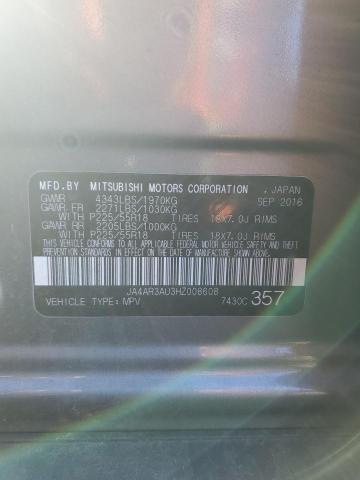 MFD.BY MITSUBISHI MOTORS CORPORATION , JAPAN
GVWR 4343LBS/1970KG SEP 2016
GAWR.FR 2271LBS/1030KG
WITH P225/55R18 TIRES 18X7.0J RIMS
GAWR.RR 2205LBS/1000KG
WITH P225/55R18 TIRES 18X7.0J RIMS
THIS VEHICLE CONFORMS TO ALL APPLICABLE FEDERAL MOTOR VEHICLE SAFETY, BUMPER AND THEFT
PREVENTION STANDARDS IN EFFECT ON THE DATE OF MANUFACTURE SHOWN ABOVE.
JA4AR3AU3HZ008608
VEHICLE TYPE: MPV 7430C 357